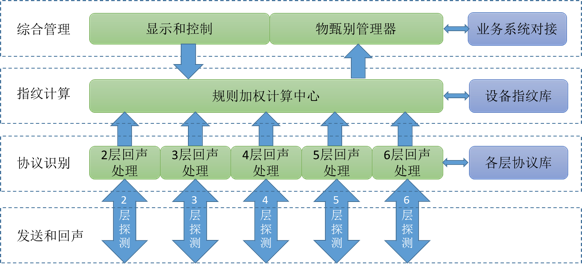 综合管理
显示和控制
物甄别管理器
业务系统对接
指纹计算
规则加权计算中心
设备指纹库
协议识别
2层回声
处理
3层回声
处理
4层回声
处理
5层回声
处理
6层回声
处理
各层协议库
发送和回声
2层探测
3层探测
4层探测
5层探测
6层探测